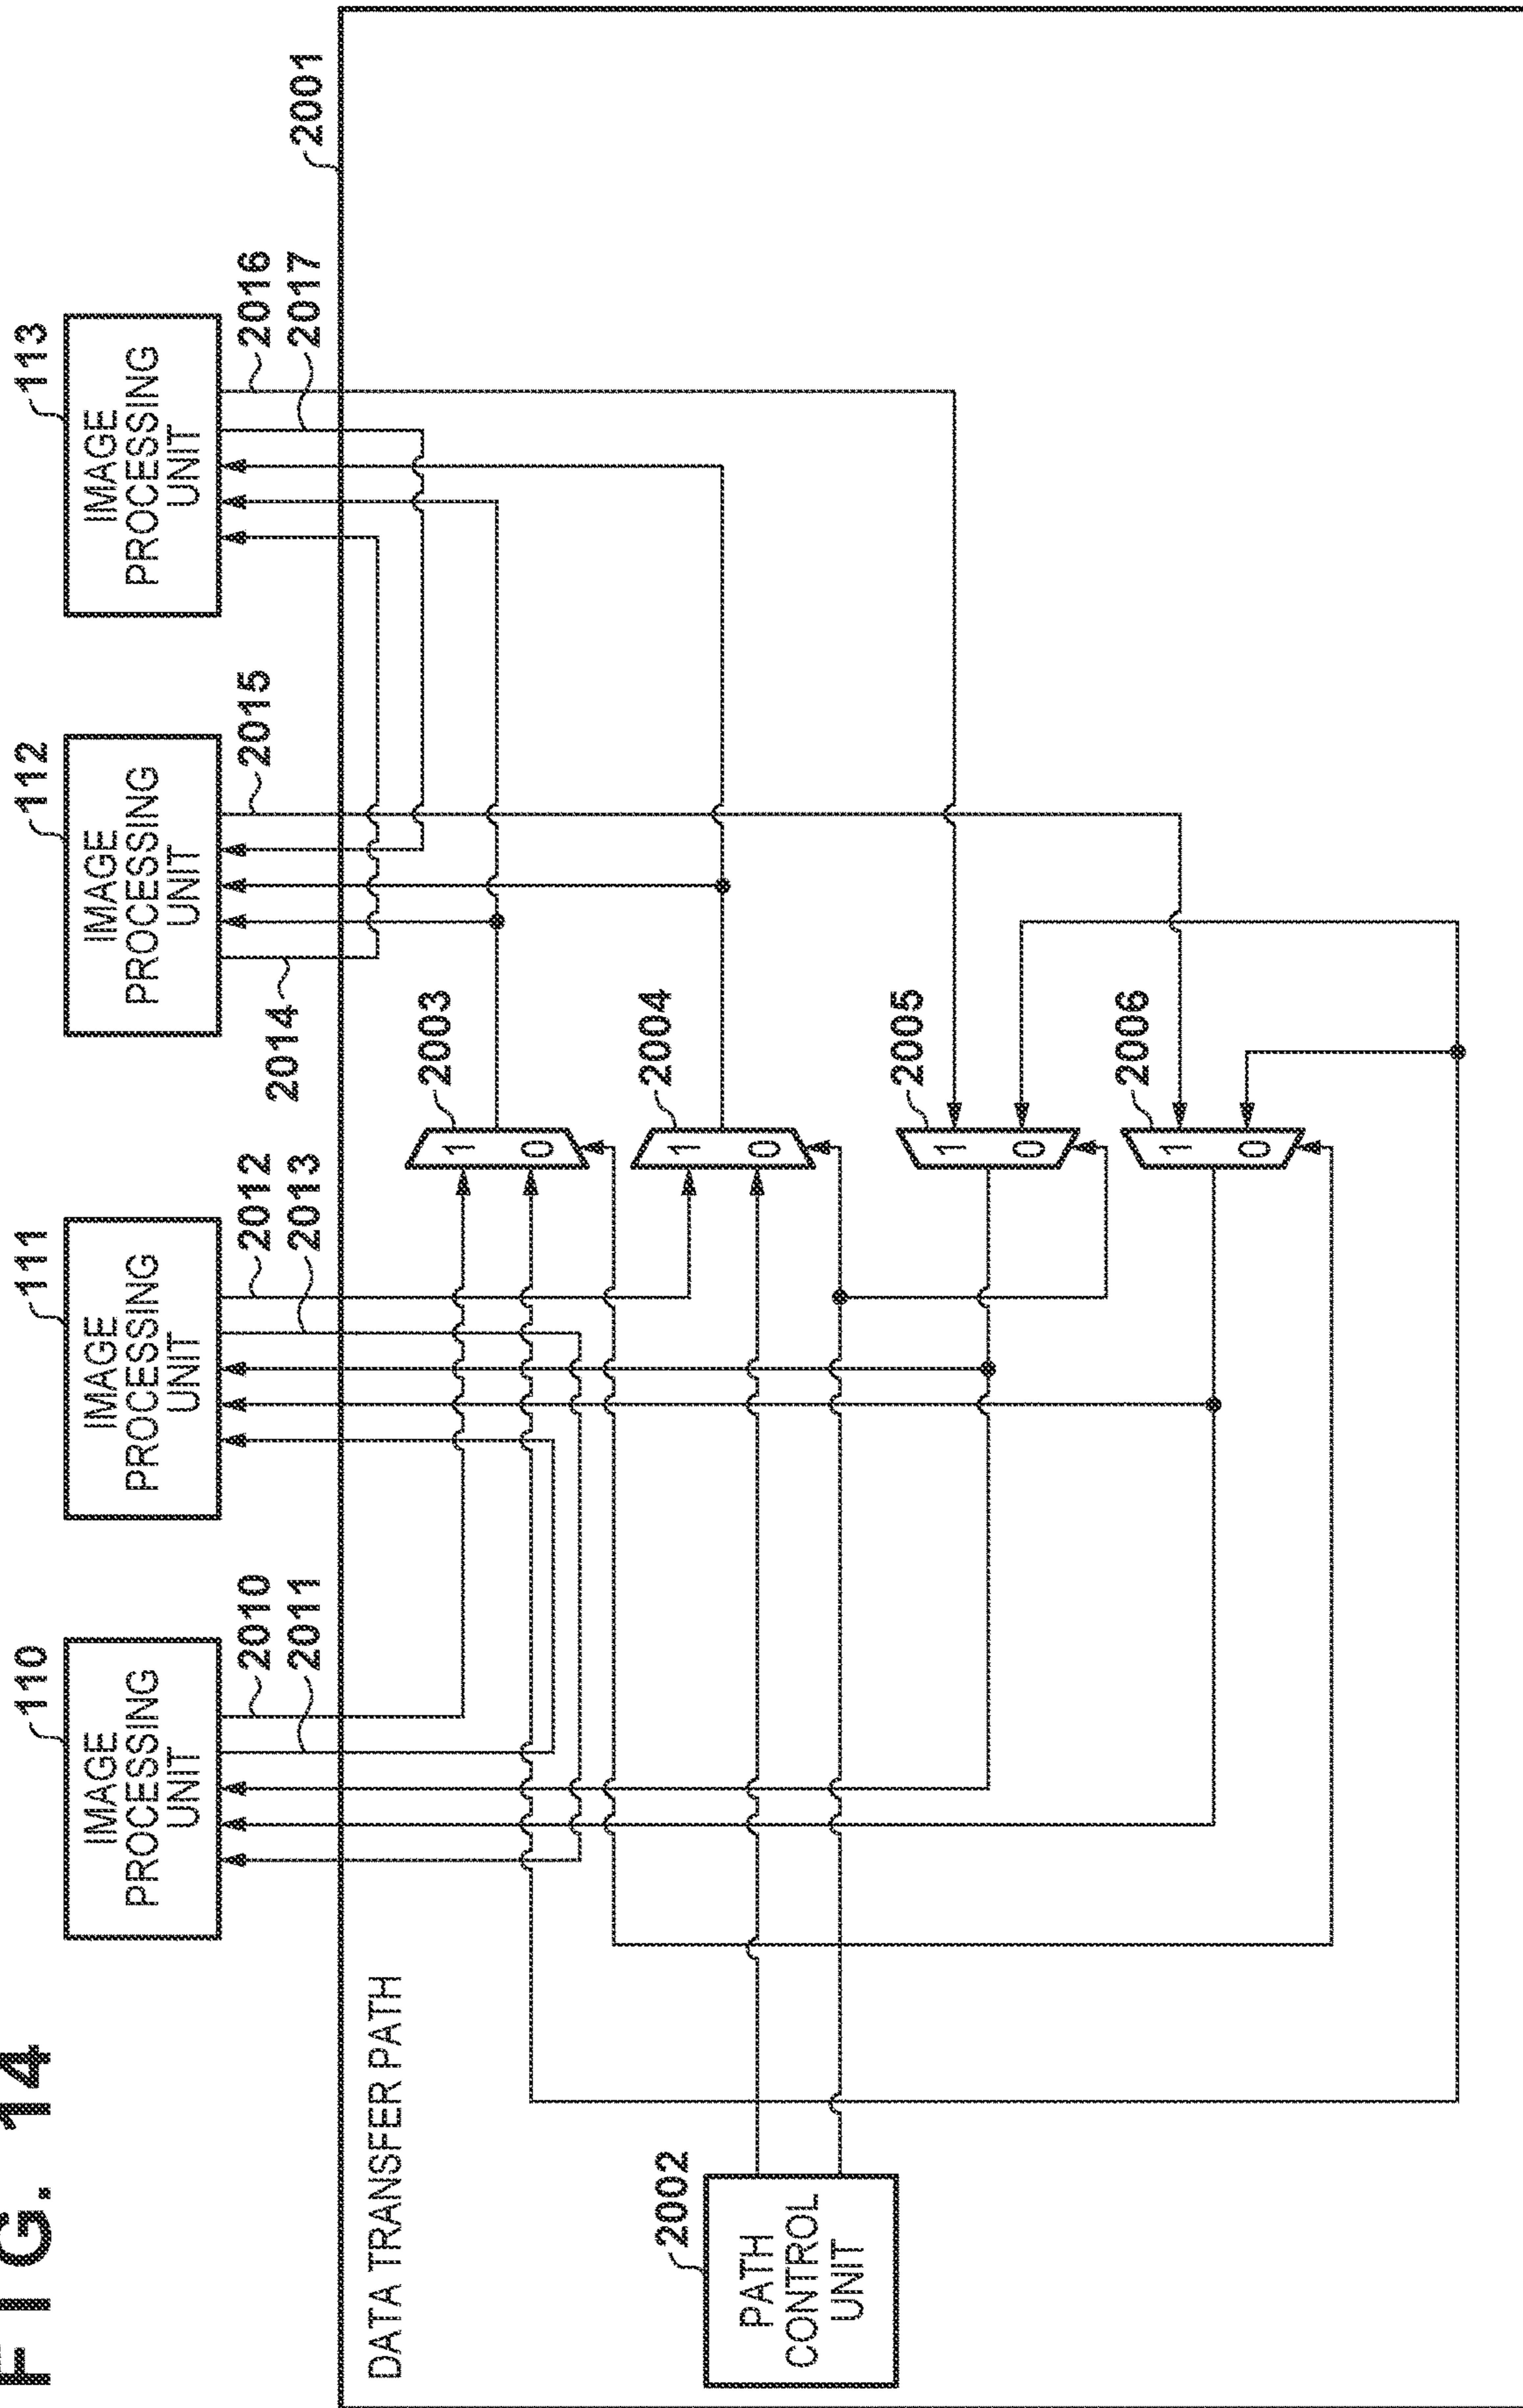 FIG. 14
110
IMAGE
PROCESSING
UNIT
111
IMAGE
PROCESSING
UNIT
112
IMAGE
PROCESSING
UNIT
113
IMAGE
PROCESSING
UNIT
2010
2011
2012
2013
2014
2015
2016
2017
2001
DATA TRANSFER PATH
2002
PATH
CONTROL
UNIT
2003
1
0
2004
1
0
2005
1
0
2006
1
0